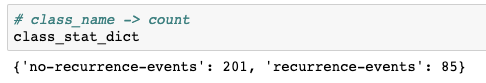 # class_name -> count
class_stat_dict
{'no-recurrence-events': 201, 'recurrence-events': 85}